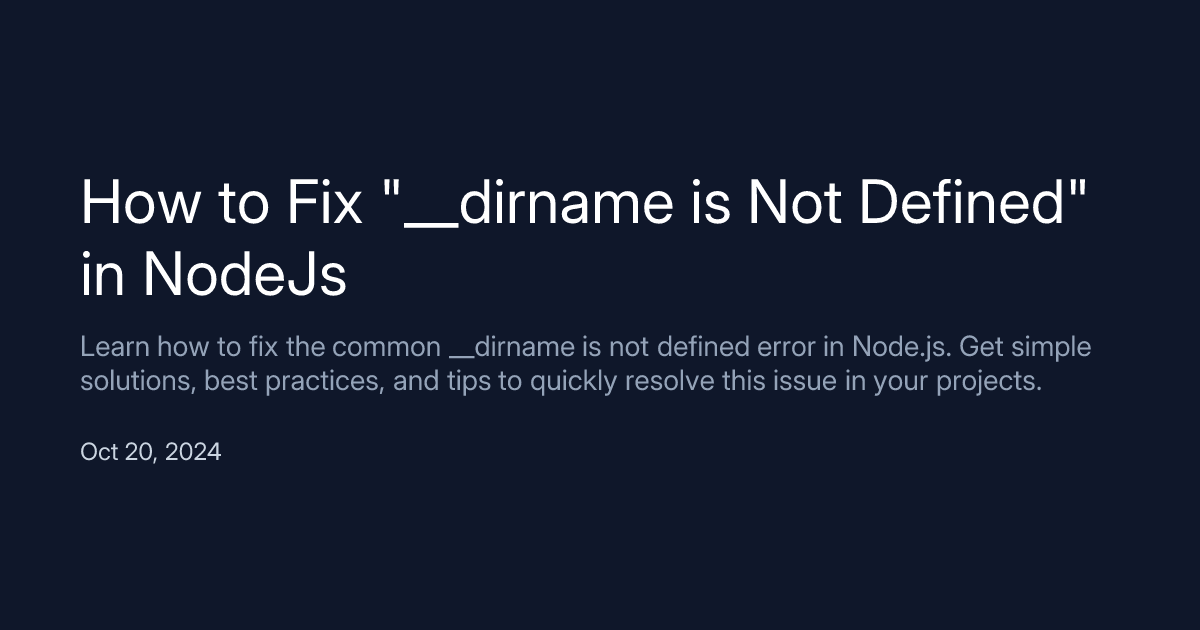 How to Fix "__dirname is Not Defined"
in NodeJs
Learn how to fix the common __dirname is not defined error in Node.js. Get simple
solutions, best practices, and tips to quickly resolve this issue in your projects.
Oct 20, 2024